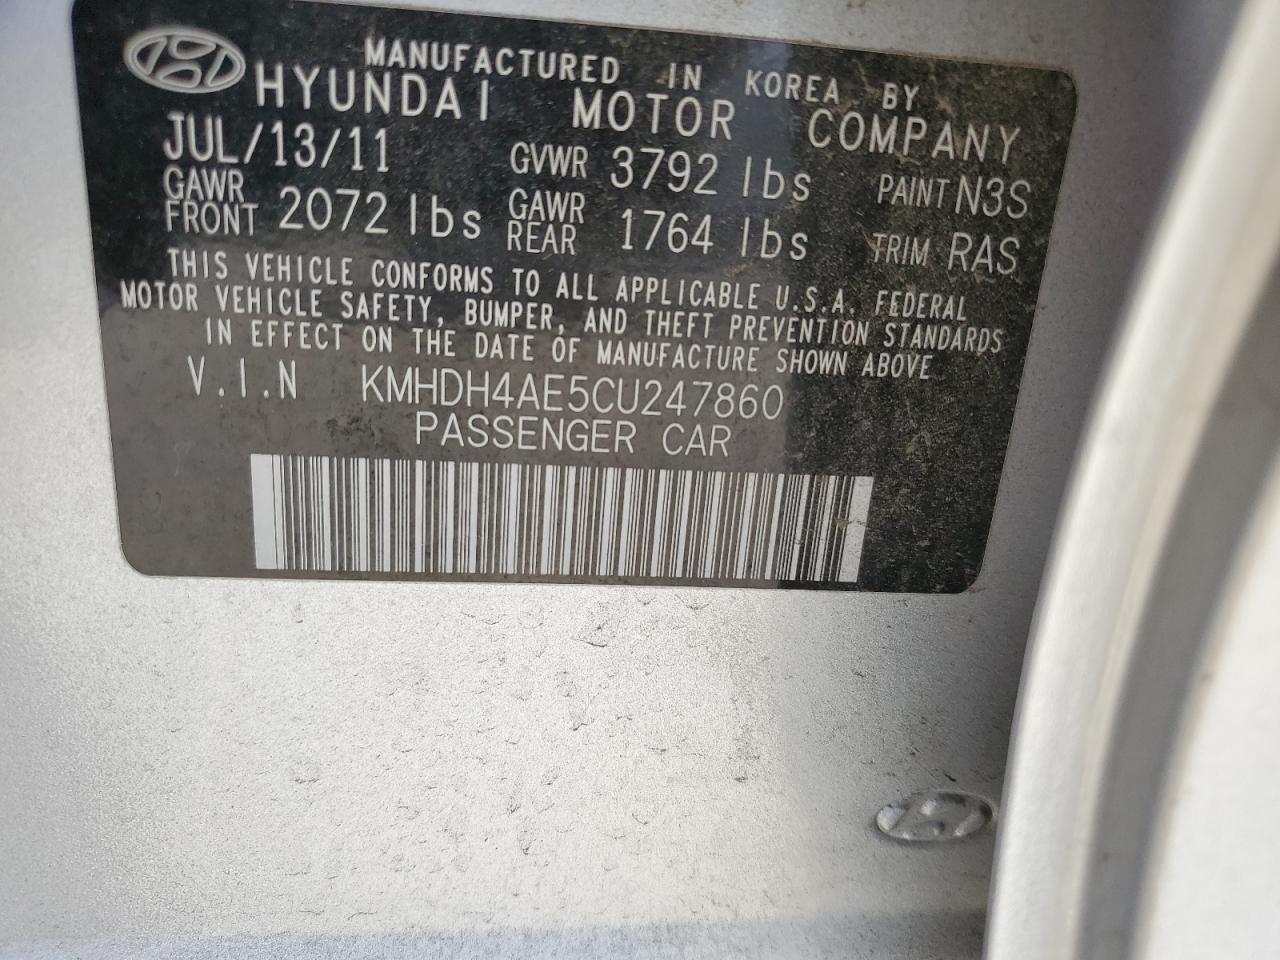 MANUFACTURED IN KOREA BY
HYUNDAI MOTOR COMPANY
JUL/13/11 GVWR 3792 lbs PAINT N3S
GAWR FRONT 2072 lbs GAWR REAR 1764 lbs TRIM RAS
THIS VEHICLE CONFORMS TO ALL APPLICABLE U.S.A. FEDERAL
MOTOR VEHICLE SAFETY, BUMPER, AND THEFT PREVENTION STANDARDS
IN EFFECT ON THE DATE OF MANUFACTURE SHOWN ABOVE
V.I.N KMHDH4AE5CU247860
PASSENGER CAR